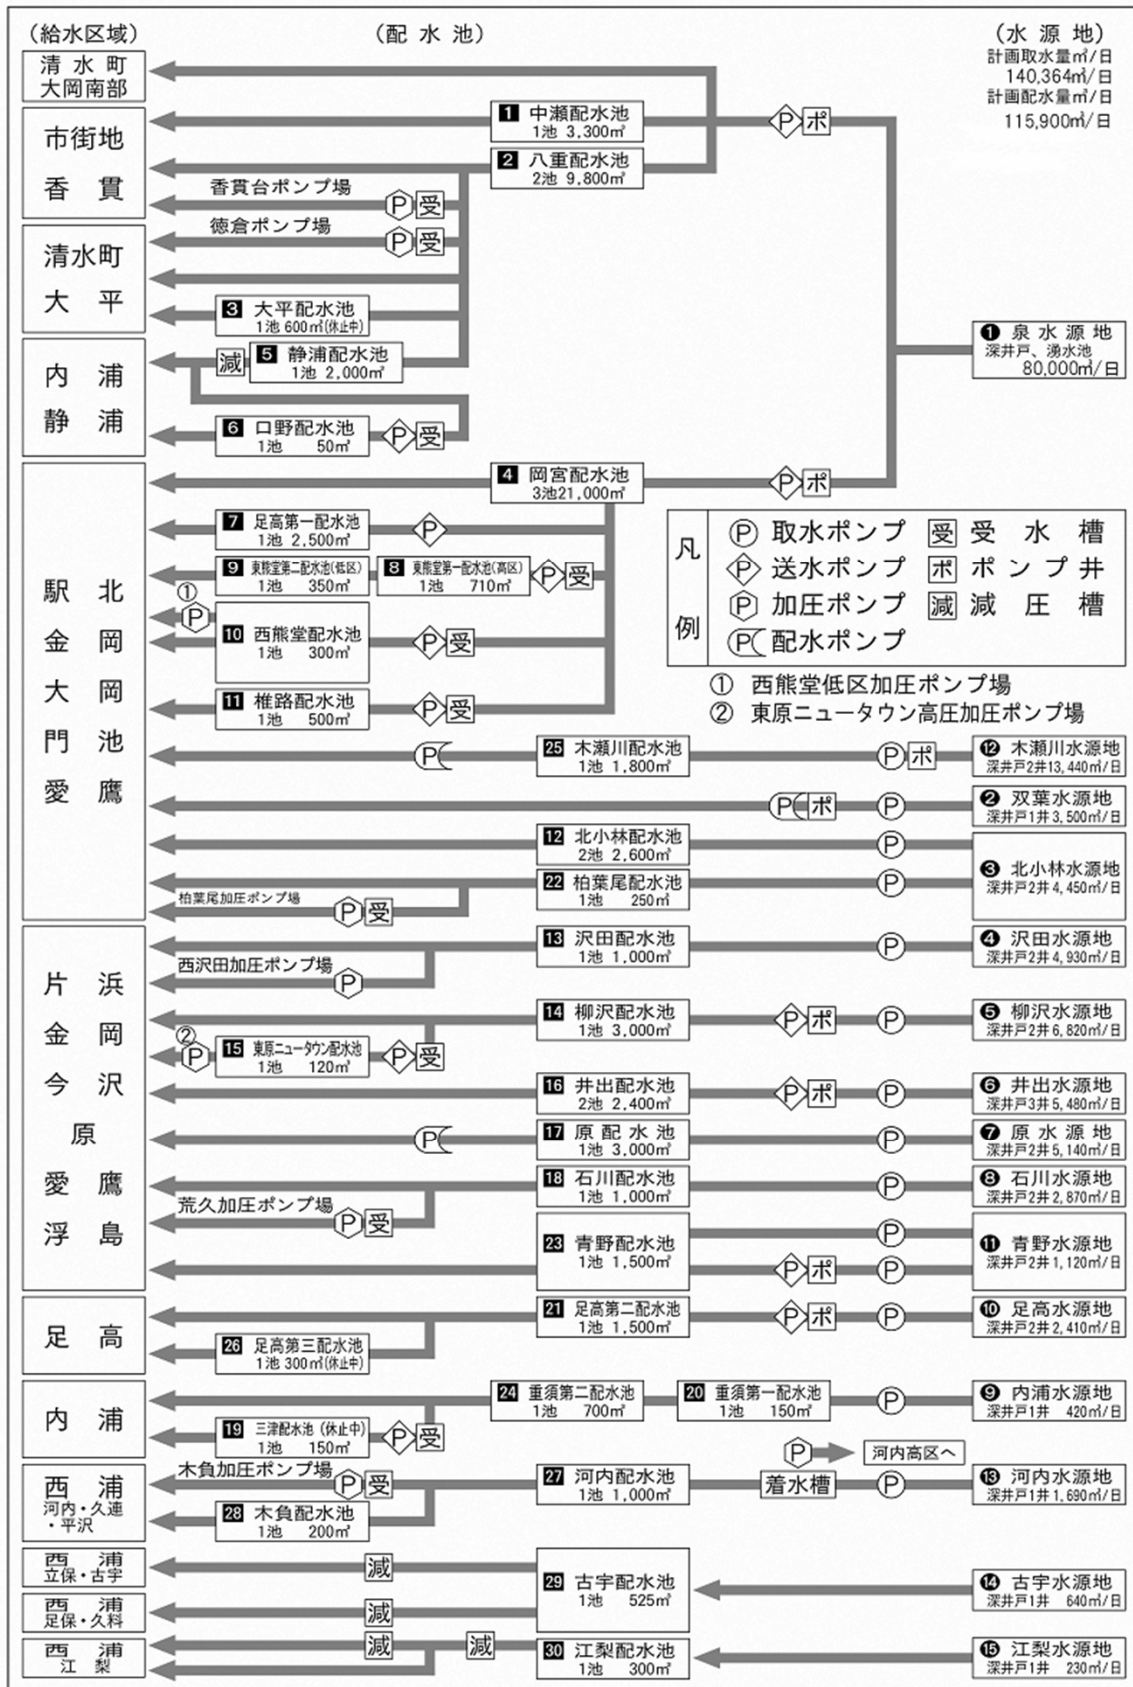 (給水区域)
(配水池)
(水源地)
計画取水量㎥/日
140,364㎥/日
計画配水量㎥/日
115,900㎥/日
清水町
大岡南部
市街地
香貫
清水町
大平
内浦
静浦
駅北
金岡
大岡
門池
愛鷹
片浜
金岡
今沢
原
愛鷹
浮島
足高
内浦
西浦
河内・久連
・平沢
西浦
立保・古宇
西浦
足保・久料
西浦
江梨
1 中瀬配水池
1池 3,300㎥
P ポ
2 八重配水池
2池 9,800㎥
香貫台ポンプ場
P 受
徳倉ポンプ場
P 受
3 大平配水池
1池 600㎥(休止中)
減
5 静浦配水池
1池 2,000㎥
6 口野配水池
1池 50㎥
P 受
❶ 泉水源地
深井戸、湧水池
80,000㎥/日
4 岡宮配水池
3池21,000㎥
P ポ
7 足高第一配水池
1池 2,500㎥
P
9 東熊堂第二配水池(低区)
1池 350㎥
8 東熊堂第一配水池(高区)
1池 710㎥
P 受
①
P
10 西熊堂配水池
1池 300㎥
P 受
11 椎路配水池
1池 500㎥
P 受
凡例
P 取水ポンプ 受 受水槽
P 送水ポンプ ポ ポンプ井
P 加圧ポンプ 減 減圧槽
P 配水ポンプ
① 西熊堂低区加圧ポンプ場
② 東原ニュータウン高圧加圧ポンプ場
P
25 木瀬川配水池
1池 1,800㎥
P ポ
⓬ 木瀬川水源地
深井戸2井13,440㎥/日
P ポ P
❷ 双葉水源地
深井戸1井3,500㎥/日
12 北小林配水池
2池 2,600㎥
P
❸ 北小林水源地
深井戸2井4,450㎥/日
22 柏葉尾配水池
1池 250㎥
P
柏葉尾加圧ポンプ場
P 受
13 沢田配水池
1池 1,000㎥
P
❹ 沢田水源地
深井戸2井4,930㎥/日
西沢田加圧ポンプ場
P
14 柳沢配水池
1池 3,000㎥
P ポ P
❺ 柳沢水源地
深井戸2井6,820㎥/日
②
P
15 東原ニュータウン配水池
1池 120㎥
P 受
16 井出配水池
2池 2,400㎥
P ポ P
❻ 井出水源地
深井戸3井5,480㎥/日
P
17 原配水池
1池 3,000㎥
P
❼ 原水源地
深井戸2井5,140㎥/日
18 石川配水池
1池 1,000㎥
P
❽ 石川水源地
深井戸2井2,870㎥/日
荒久加圧ポンプ場
P 受
23 青野配水池
1池 1,500㎥
P
P ポ P
⓫ 青野水源地
深井戸2井1,120㎥/日
21 足高第二配水池
1池 1,500㎥
P ポ P
❿ 足高水源地
深井戸2井2,410㎥/日
26 足高第三配水池
1池 300㎥(休止中)
24 重須第二配水池
1池 700㎥
20 重須第一配水池
1池 150㎥
P
❾ 内浦水源地
深井戸1井 420㎥/日
19 三津配水池(休止中)
1池 150㎥
P 受
P 河内高区へ
木負加圧ポンプ場
P 受
27 河内配水池
1池 1,000㎥
着水槽 P
⓭ 河内水源地
深井戸1井1,690㎥/日
28 木負配水池
1池 200㎥
減
29 古宇配水池
1池 525㎥
減
⓮ 古宇水源地
深井戸1井 640㎥/日
減 減
30 江梨配水池
1池 300㎥
⓯ 江梨水源地
深井戸1井 230㎥/日